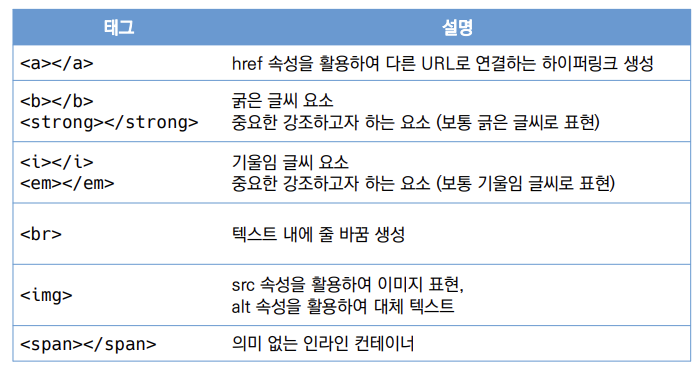 태그 설명
<a></a> href 속성을 활용하여 다른 URL로 연결하는 하이퍼링크 생성
<b></b> 굵은 글씨 요소
<strong></strong> 중요한 강조하고자 하는 요소 (보통 굵은 글씨로 표현)
<i></i> 기울임 글씨 요소
<em></em> 중요한 강조하고자 하는 요소 (보통 기울임 글씨로 표현)
<br> 텍스트 내에 줄 바꿈 생성
<img> src 속성을 활용하여 이미지 표현,
alt 속성을 활용하여 대체 텍스트
<span></span> 의미 없는 인라인 컨테이너